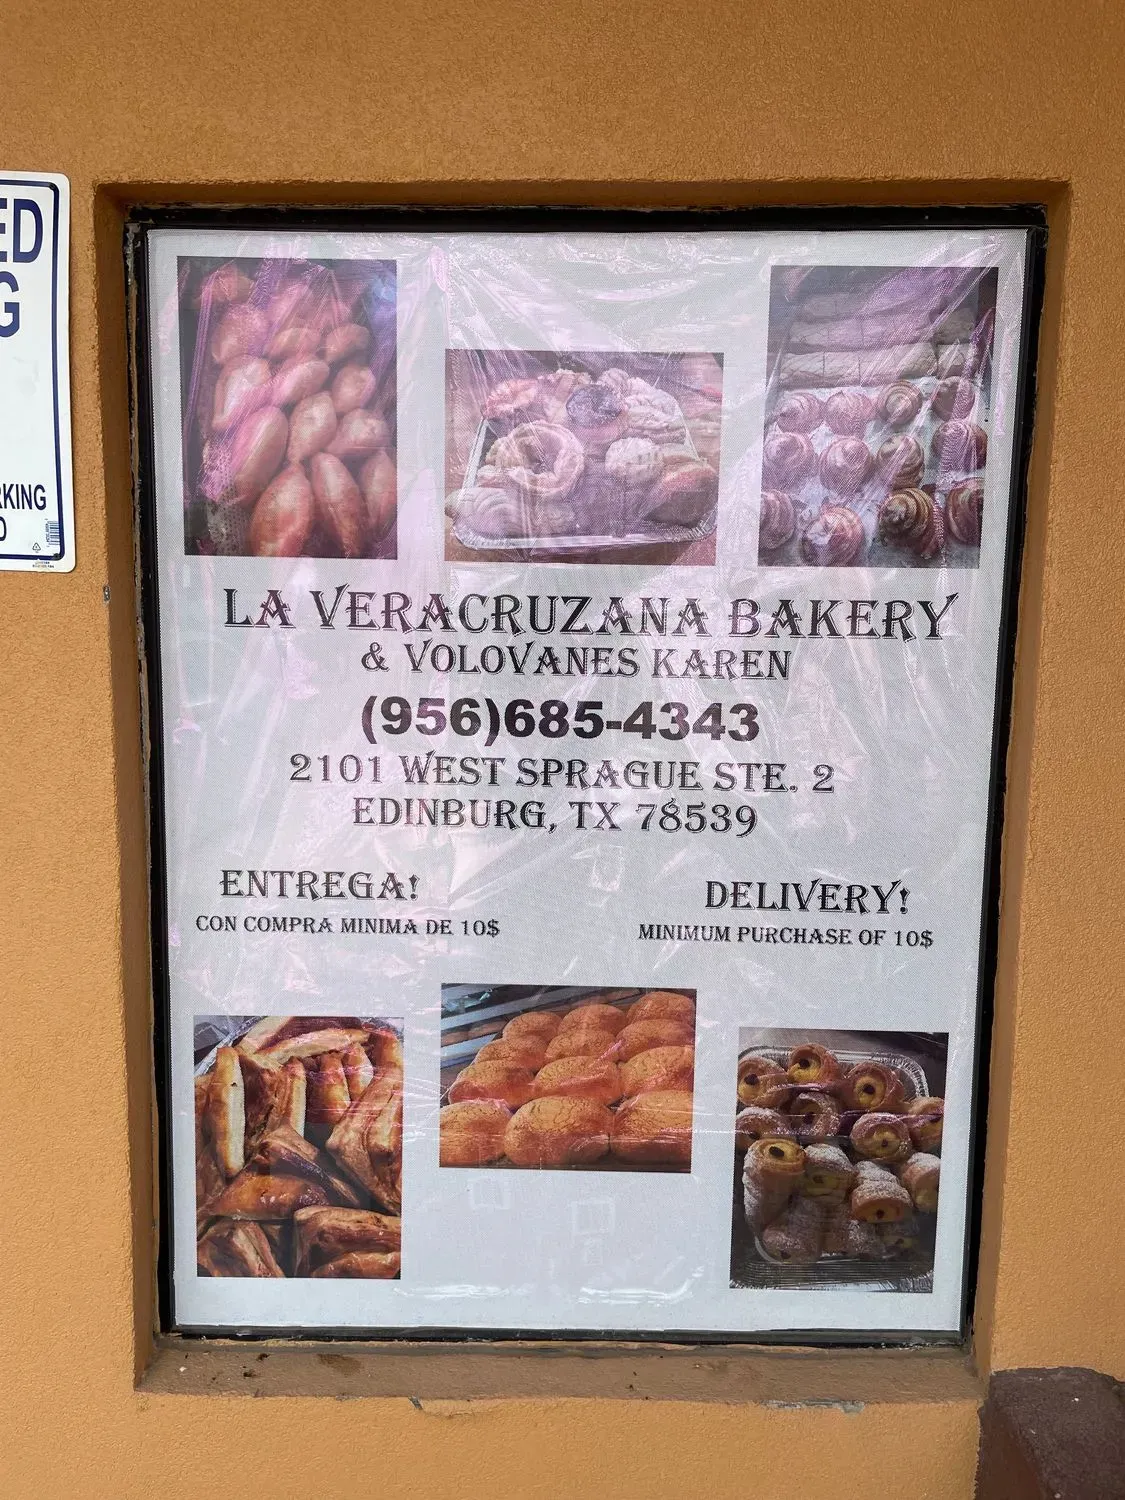 ED
G
RKING
LA VERACRUZANA BAKERY
& VOLOVANES KAREN
(956)685-4343
2101 WEST SPRAGUE STE. 2
EDINBURG, TX 78539
ENTREGA!
CON COMPRA MINIMA DE 10$
DELIVERY!
MINIMUM PURCHASE OF 10$